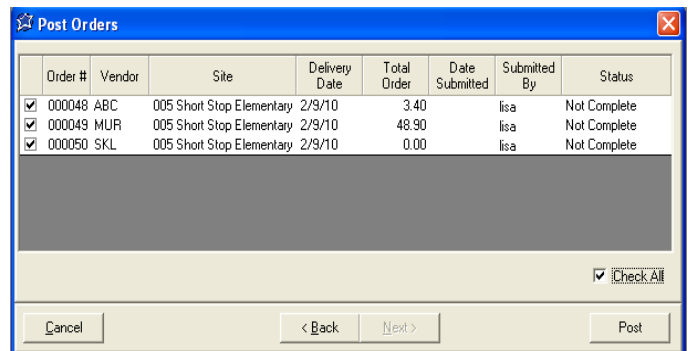 Post Orders
Order # Vendor Site Delivery Date Total Order Date Submitted Submitted By Status
000048 ABC 005 Short Stop Elementary 2/9/10 3.40 lisa Not Complete
000049 MUR 005 Short Stop Elementary 2/9/10 48.90 lisa Not Complete
000050 SKL 005 Short Stop Elementary 2/9/10 0.00 lisa Not Complete
Check All
Cancel < Back Next > Post